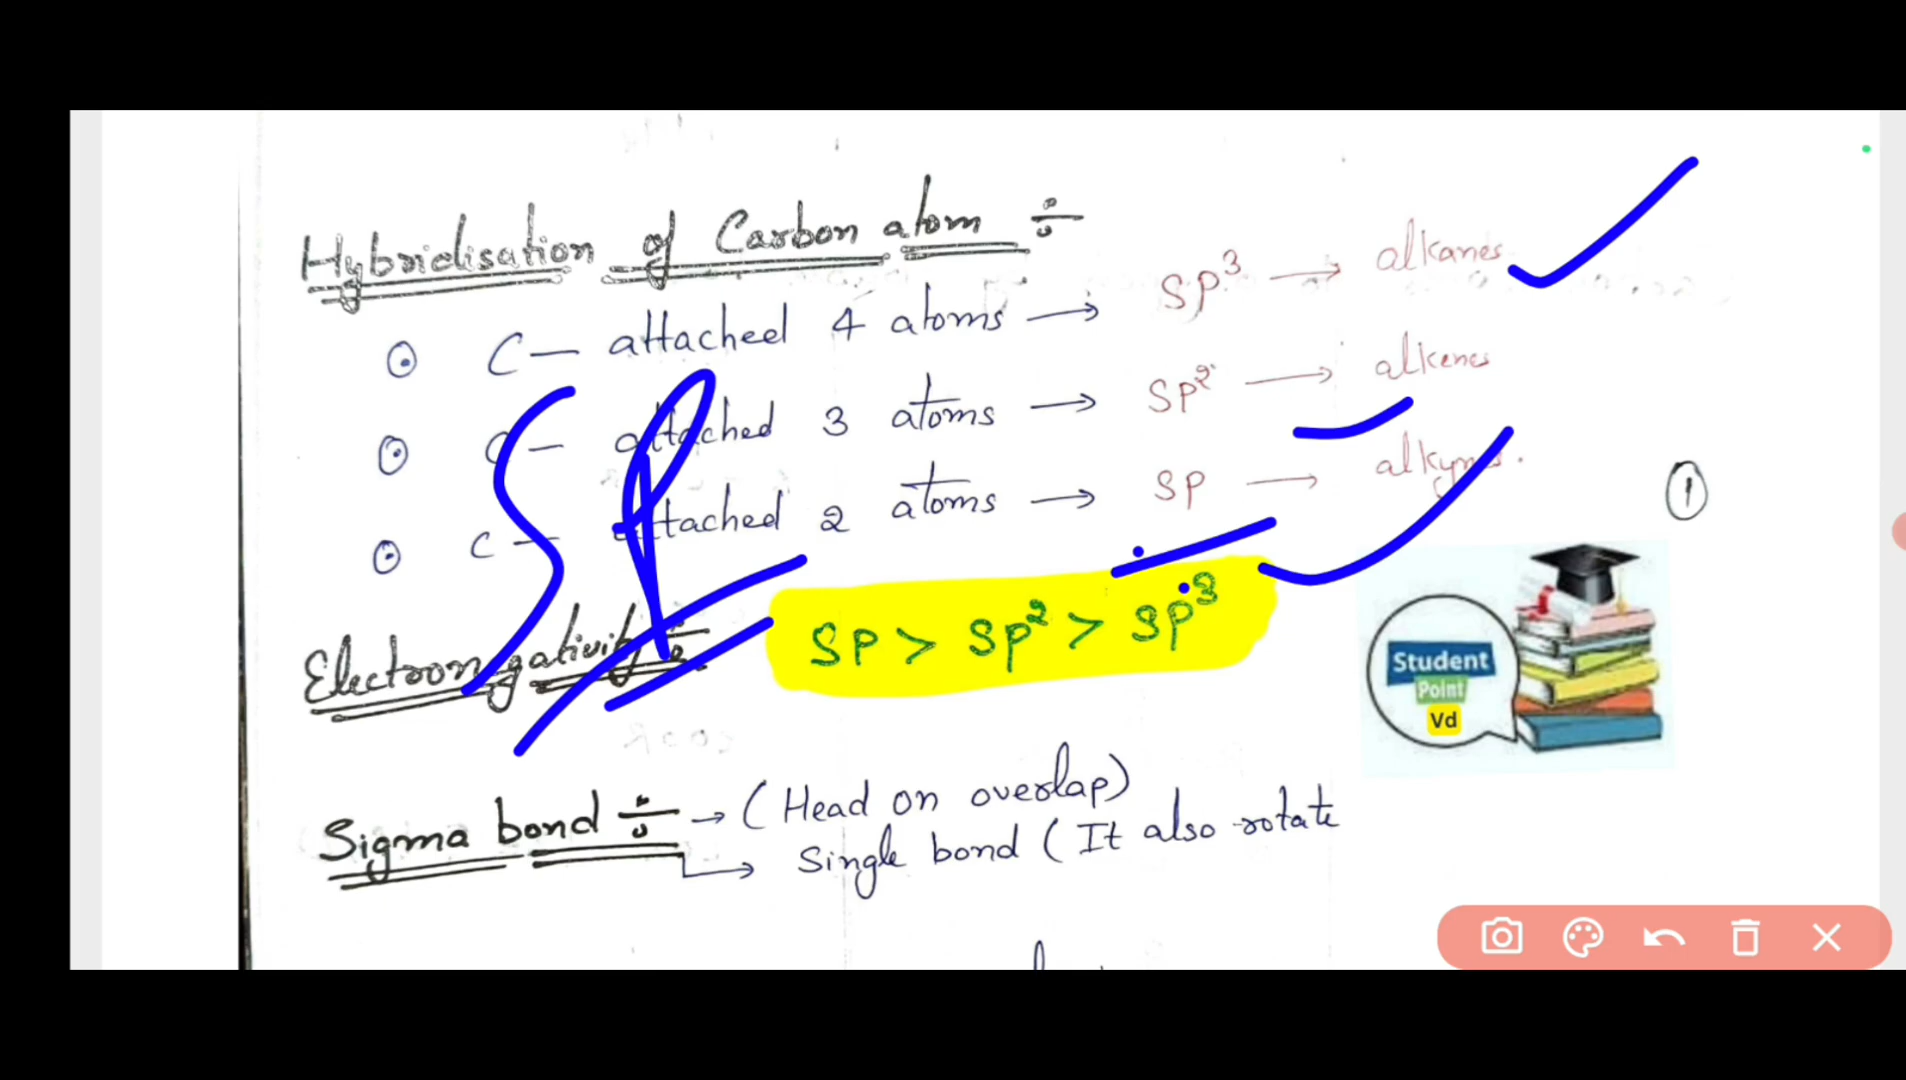 Hybridisation of Carbon atom ÷
C — attached 4 atoms → SP³ → alkanes
C — attached 3 atoms → SP² → alkenes
C — attached 2 atoms → SP → alkynes.
①
Electronegativity ÷ SP > SP² > SP³
SP
Student
Point
Vd
Sigma bond ÷ → (Head on overlap)
↳ Single bond ( It also rotate